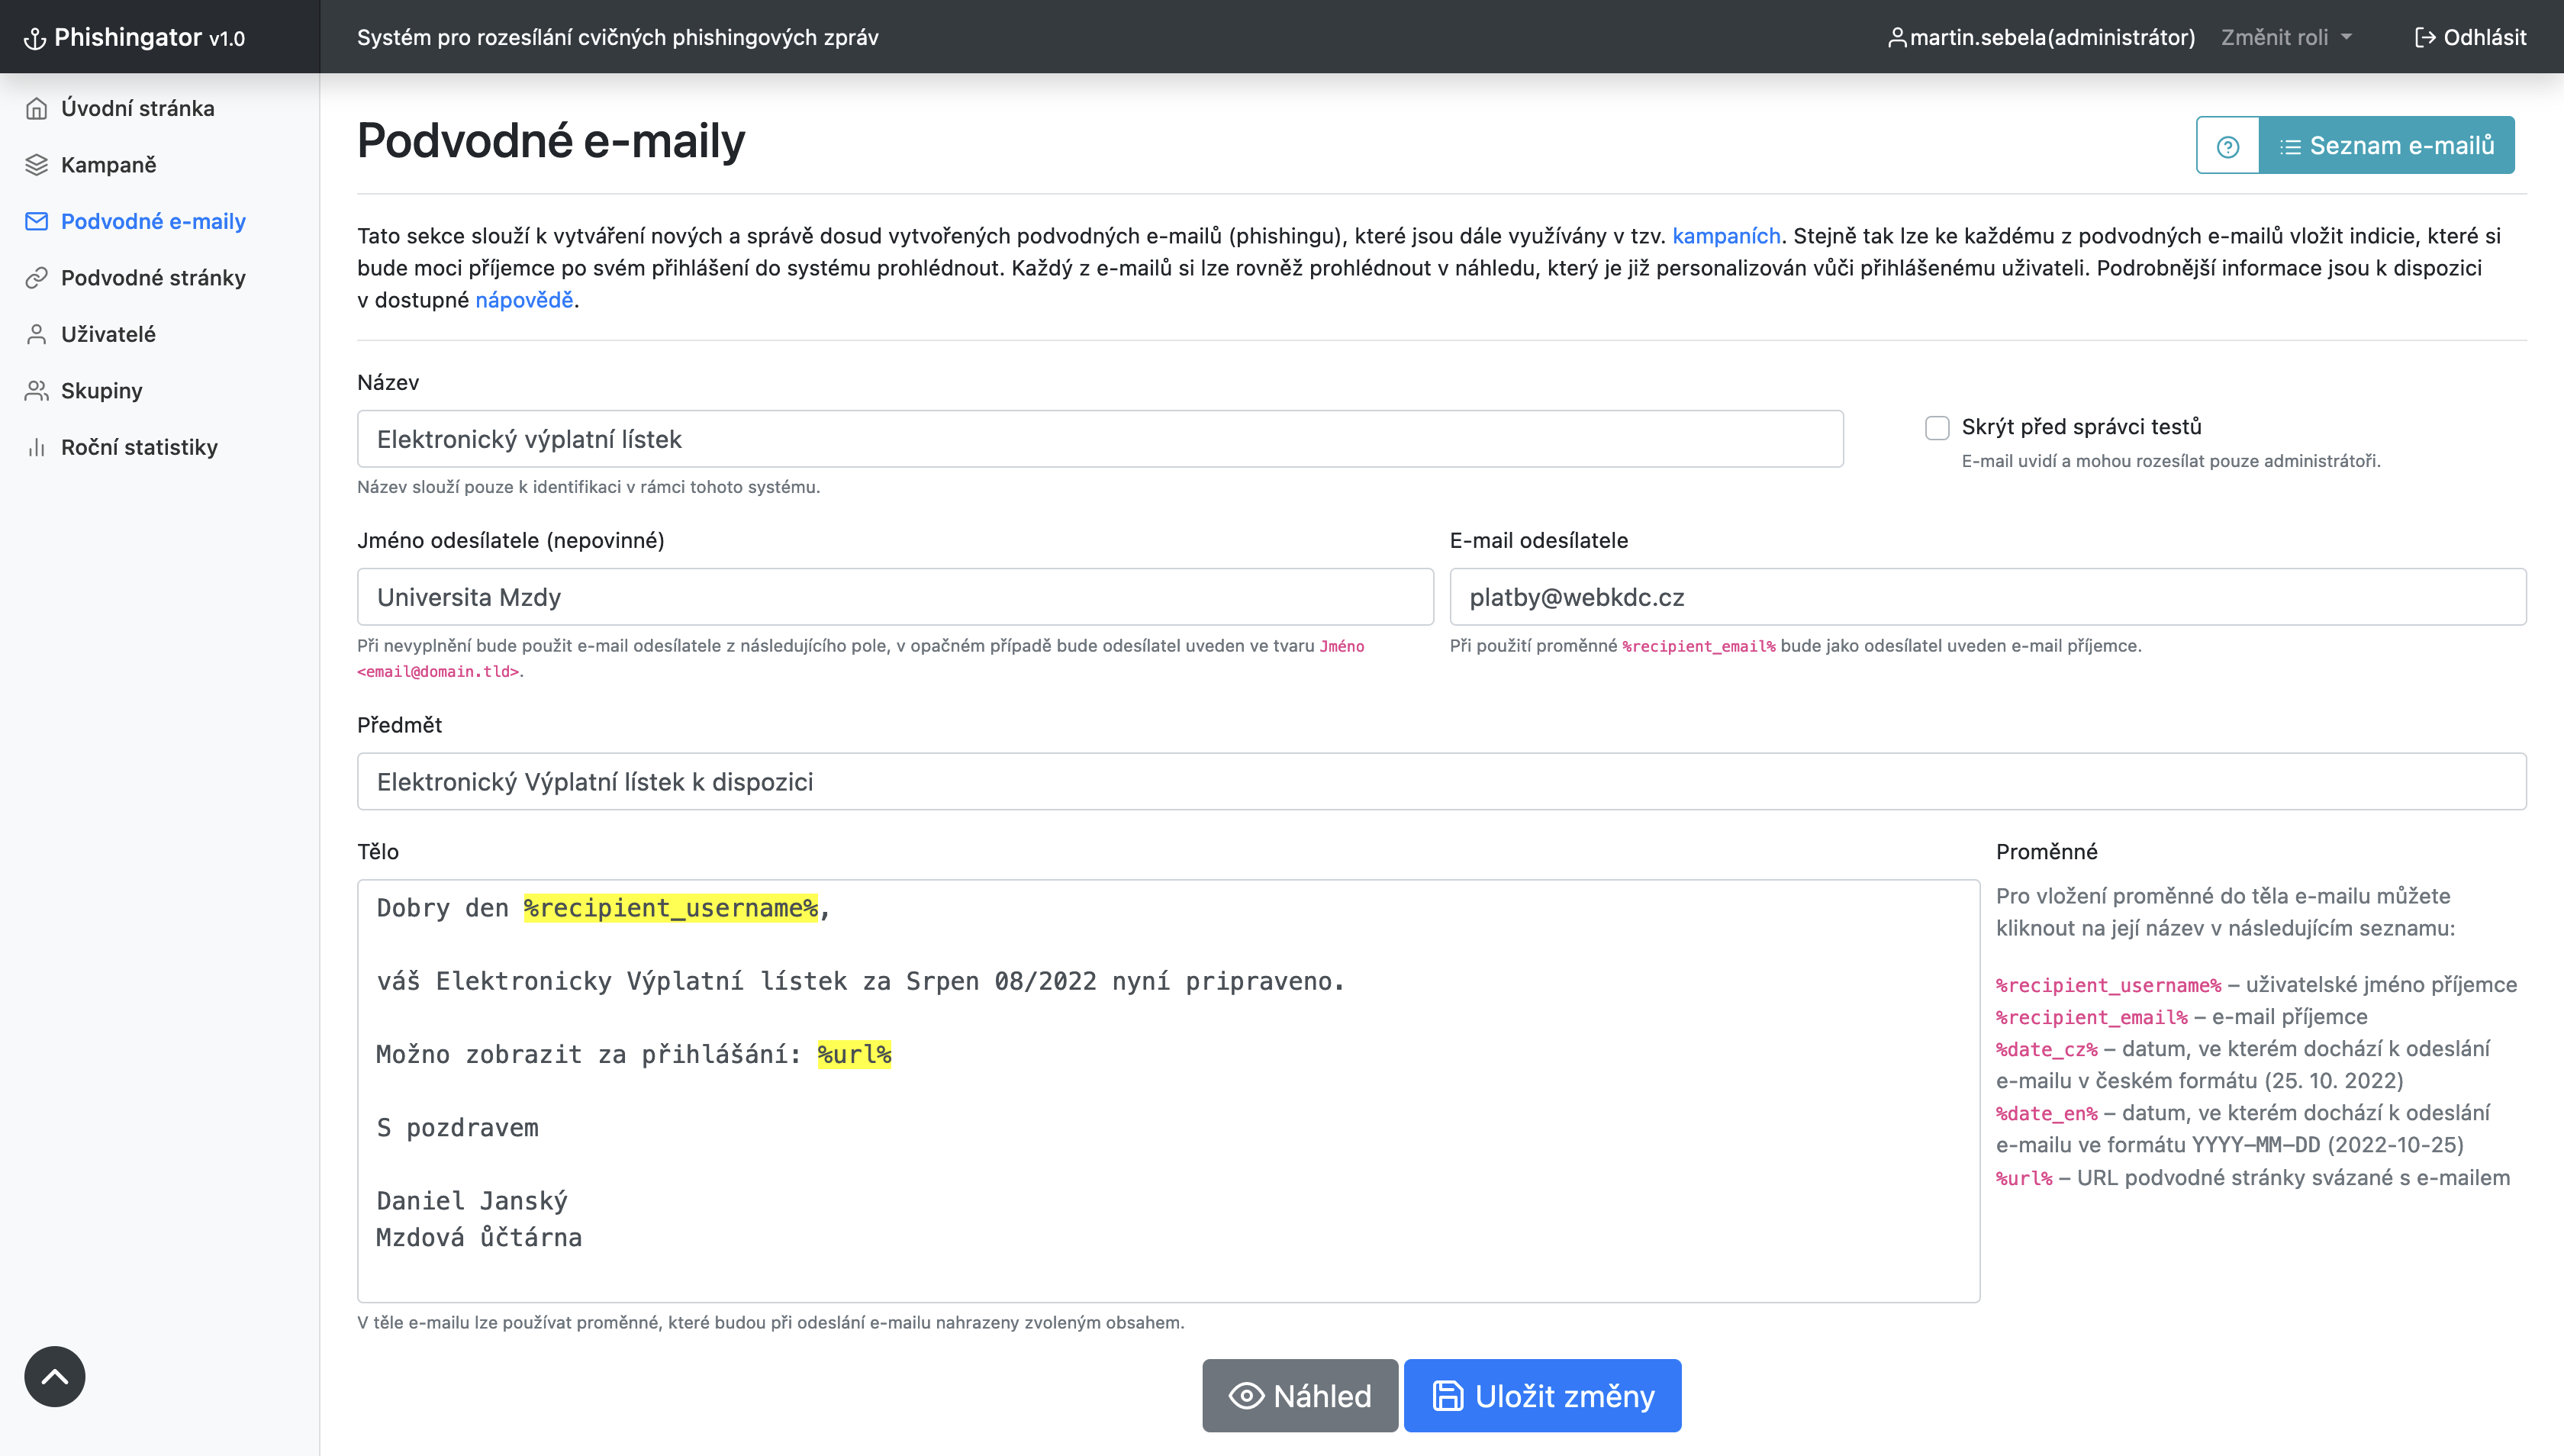 Phishingator v1.0
Systém pro rozesílání cvičných phishingových zpráv
martin.sebela(administrátor)
Změnit roli
Odhlásit
Úvodní stránka
Kampaně
Podvodné e-maily
Podvodné stránky
Uživatelé
Skupiny
Roční statistiky
Podvodné e-maily
Seznam e-mailů
Tato sekce slouží k vytváření nových a správě dosud vytvořených podvodných e-mailů (phishingu), které jsou dále využívány v tzv. kampaních. Stejně tak lze ke každému z podvodných e-mailů vložit indicie, které si
bude moci příjemce po svém přihlášení do systému prohlédnout. Každý z e-mailů si lze rovněž prohlédnout v náhledu, který je již personalizován vůči přihlášenému uživateli. Podrobnější informace jsou k dispozici
v dostupné nápovědě.
Název
Elektronický výplatní lístek
Název slouží pouze k identifikaci v rámci tohoto systému.
Skrýt před správci testů
E-mail uvidí a mohou rozesílat pouze administrátoři.
Jméno odesílatele (nepovinné)
Universita Mzdy
Při nevyplnění bude použit e-mail odesílatele z následujícího pole, v opačném případě bude odesílatel uveden ve tvaru Jméno
<email@domain.tld>.
E-mail odesílatele
platby@webkdc.cz
Při použití proměnné %recipient_email% bude jako odesílatel uveden e-mail příjemce.
Předmět
Elektronický Výplatní lístek k dispozici
Tělo
Dobry den %recipient_username%,
váš Elektronicky Výplatní lístek za Srpen 08/2022 nyní pripraveno.
Možno zobrazit za přihlášání: %url%
S pozdravem
Daniel Janský
Mzdová ůčtárna
V těle e-mailu lze používat proměnné, které budou při odeslání e-mailu nahrazeny zvoleným obsahem.
Proměnné
Pro vložení proměnné do těla e-mailu můžete
kliknout na její název v následujícím seznamu:
%recipient_username% – uživatelské jméno příjemce
%recipient_email% – e-mail příjemce
%date_cz% – datum, ve kterém dochází k odeslání
e-mailu v českém formátu (25. 10. 2022)
%date_en% – datum, ve kterém dochází k odeslání
e-mailu ve formátu YYYY–MM–DD (2022-10-25)
%url% – URL podvodné stránky svázané s e-mailem
Náhled
Uložit změny